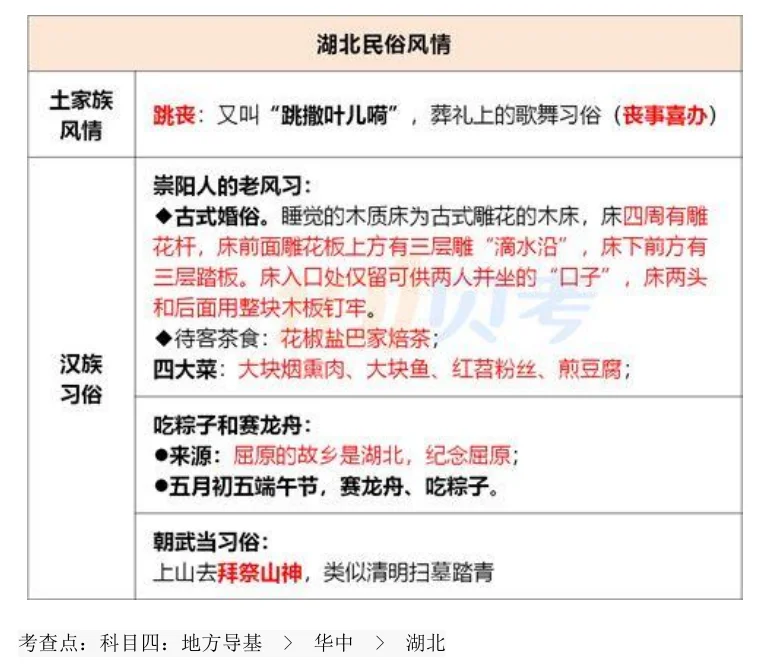 湖北民俗风情
土家族
风情
跳丧：又叫“跳撒叶儿嗬”，葬礼上的歌舞习俗（丧事喜办）
汉族
习俗
崇阳人的老风习：
◆古式婚俗。睡觉的木质床为古式雕花的木床，床四周有雕
花杆，床前面雕花板上方有三层雕“滴水沿”，床下前方有
三层踏板。床入口处仅留可供两人并坐的“口子”，床两头
和后面用整块木板钉牢。
◆待客茶食：花椒盐巴家焙茶；
四大菜：大块烟熏肉、大块鱼、红苕粉丝、煎豆腐；
吃粽子和赛龙舟：
●来源：屈原的故乡是湖北，纪念屈原；
●五月初五端午节，赛龙舟、吃粽子。
朝武当习俗：
上山去拜祭山神，类似清明扫墓踏青
考查点：科目四：地方导基 > 华中 > 湖北